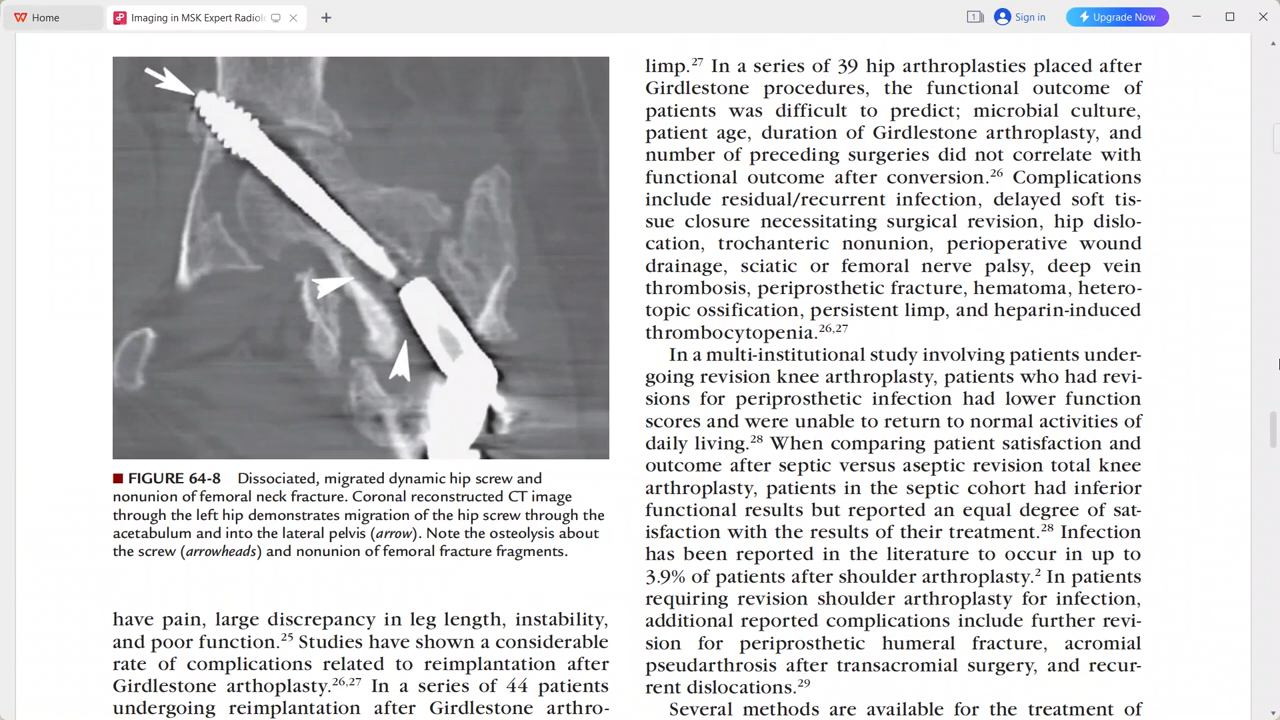 Home
Imaging in MSK Expert Radiol
Sign in
Upgrade Now
FIGURE 64-8 Dissociated, migrated dynamic hip screw and
nonunion of femoral neck fracture. Coronal reconstructed CT image
through the left hip demonstrates migration of the hip screw through the
acetabulum and into the lateral pelvis (arrow). Note the osteolysis about
the screw (arrowheads) and nonunion of femoral fracture fragments.
have pain, large discrepancy in leg length, instability,
and poor function.25 Studies have shown a considerable
rate of complications related to reimplantation after
Girdlestone arthoplasty.26,27 In a series of 44 patients
undergoing reimplantation after Girdlestone arthro-
limp.27 In a series of 39 hip arthroplasties placed after
Girdlestone procedures, the functional outcome of
patients was difficult to predict; microbial culture,
patient age, duration of Girdlestone arthroplasty, and
number of preceding surgeries did not correlate with
functional outcome after conversion.26 Complications
include residual/recurrent infection, delayed soft tis-
sue closure necessitating surgical revision, hip dislo-
cation, trochanteric nonunion, perioperative wound
drainage, sciatic or femoral nerve palsy, deep vein
thrombosis, periprosthetic fracture, hematoma, hetero-
topic ossification, persistent limp, and heparin-induced
thrombocytopenia.26,27
In a multi-institutional study involving patients under-
going revision knee arthroplasty, patients who had revi-
sions for periprosthetic infection had lower function
scores and were unable to return to normal activities of
daily living.28 When comparing patient satisfaction and
outcome after septic versus aseptic revision total knee
arthroplasty, patients in the septic cohort had inferior
functional results but reported an equal degree of sat-
isfaction with the results of their treatment.28 Infection
has been reported in the literature to occur in up to
3.9% of patients after shoulder arthroplasty.2 In patients
requiring revision shoulder arthroplasty for infection,
additional reported complications include further revi-
sion for periprosthetic humeral fracture, acromial
pseudarthrosis after transacromial surgery, and recur-
rent dislocations.29
Several methods are available for the treatment of